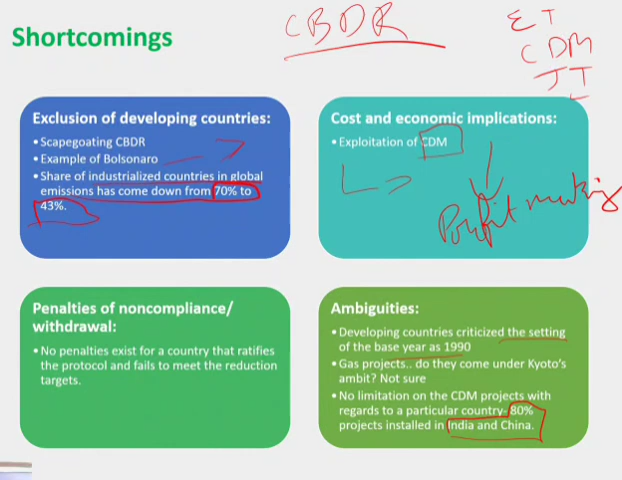 CBDR
ET
CDM
JI
Shortcomings
Exclusion of developing countries:
• Scapegoating CBDR
• Example of Bolsonaro
• Share of industrialized countries in global
emissions has come down from 70% to
43%.
Cost and economic implications:
• Exploitation of CDM
Profit making
Penalties of noncompliance/
withdrawal:
• No penalties exist for a country that ratifies
the protocol and fails to meet the reduction
targets.
Ambiguities:
• Developing countries criticized the setting
of the base year as 1990
• Gas projects.. do they come under Kyoto's
ambit? Not sure
• No limitation on the CDM projects with
regards to a particular country. 80%
projects installed in India and China.